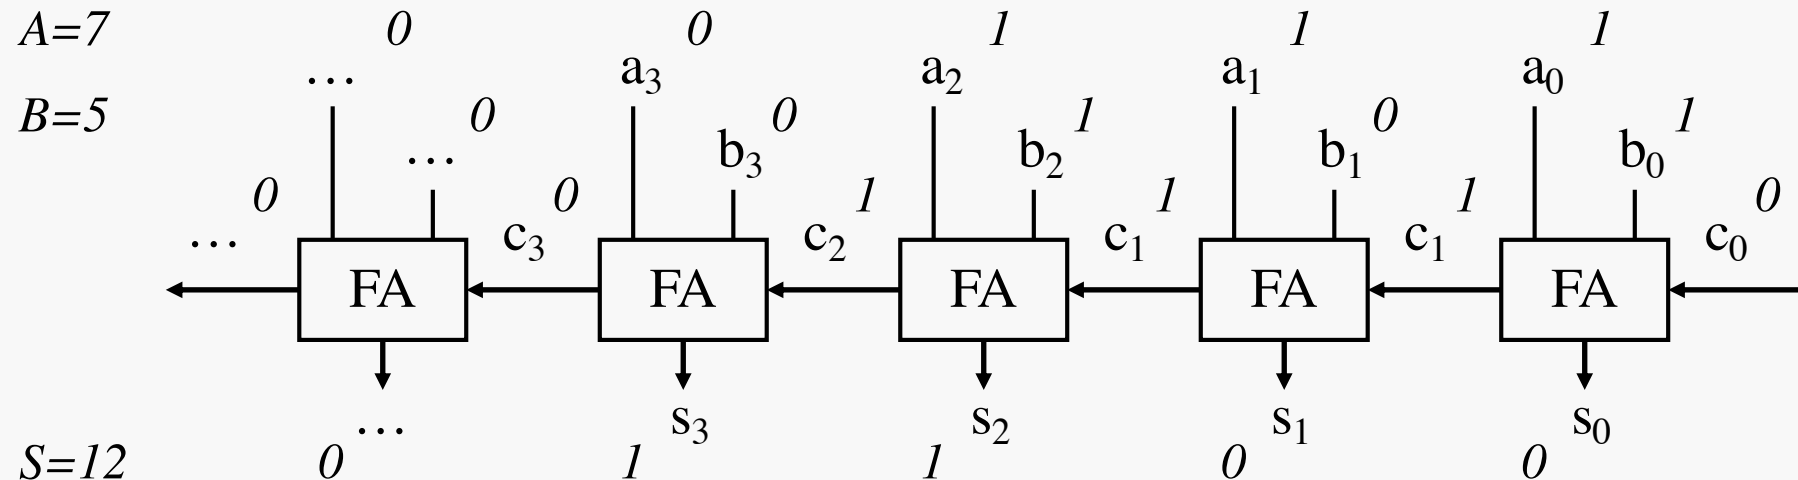 A=7 0 0 1 1 1
… a3 a2 a1 a0
B=5 0 0 1 0 1
… b3 b2 b1 b0
0 0 1 1 1 0
… c3 c2 c1 c1 c0
FA FA FA FA FA
… s3 s2 s1 s0
S=12 0 1 1 0 0